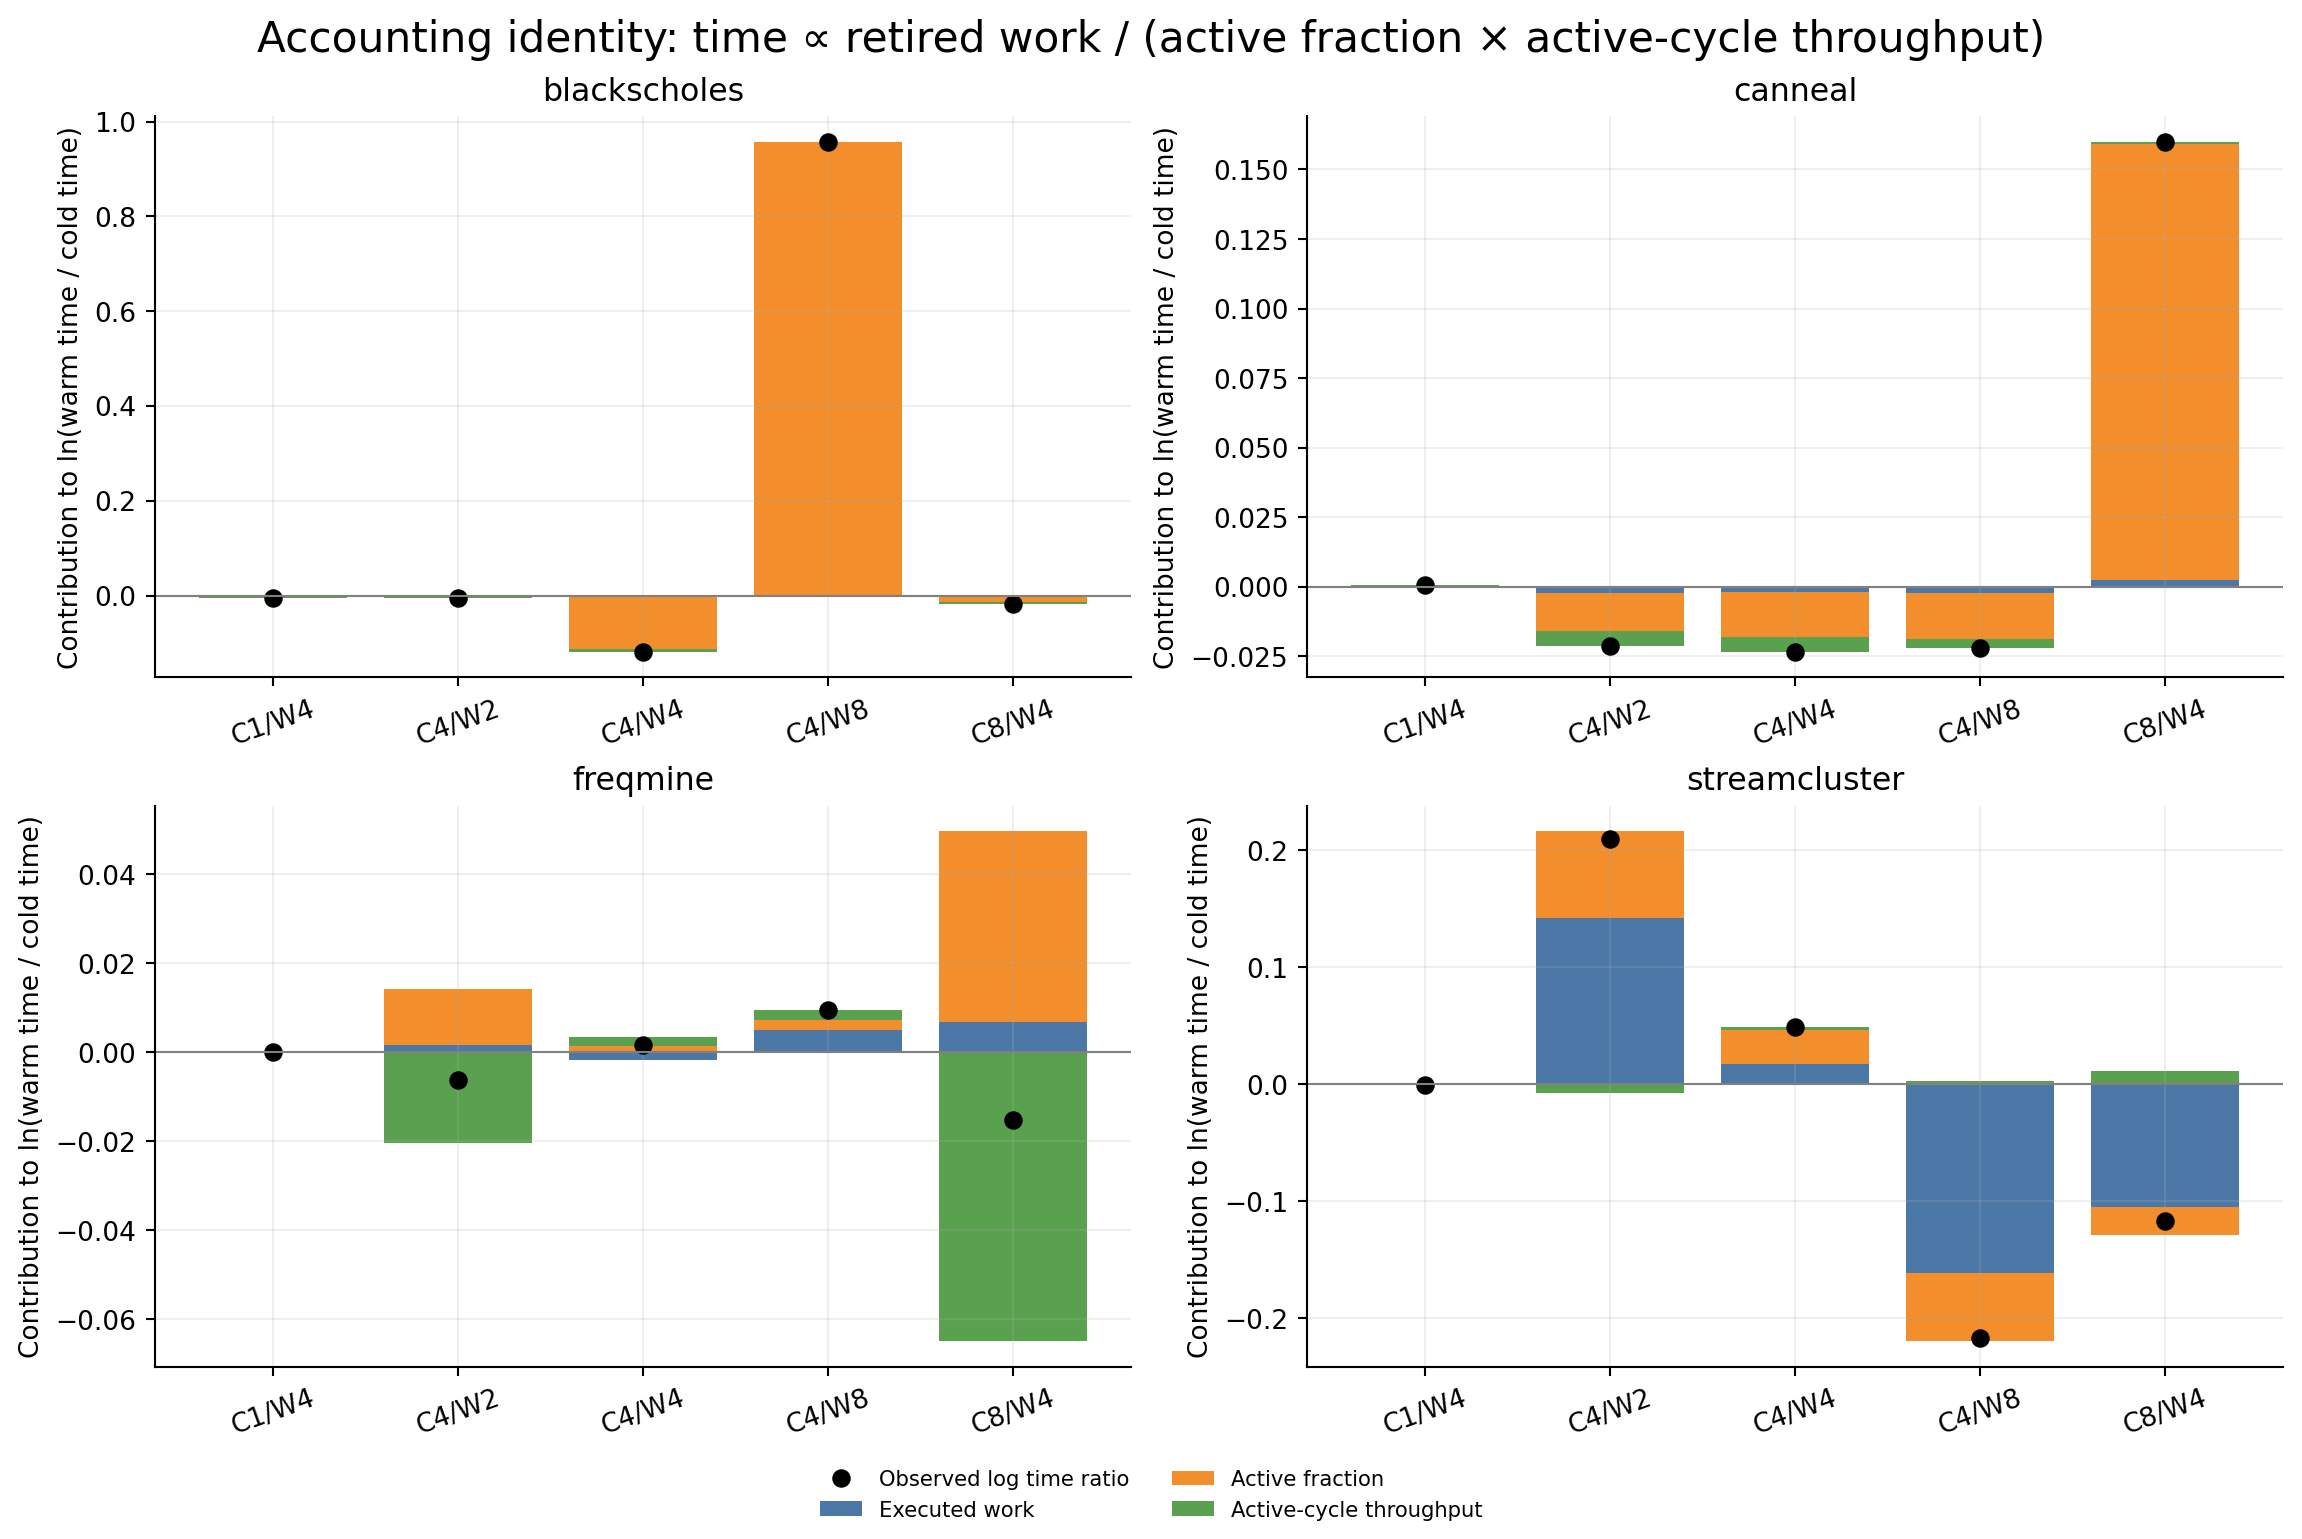 Accounting identity: time ∝ retired work / (active fraction × active-cycle throughput)
blackscholes
Contribution to ln(warm time / cold time)
1.0
0.8
0.6
0.4
0.2
0.0
C1/W4
C4/W2
C4/W4
C4/W8
C8/W4
canneal
Contribution to ln(warm time / cold time)
0.150
0.125
0.100
0.075
0.050
0.025
0.000
−0.025
C1/W4
C4/W2
C4/W4
C4/W8
C8/W4
freqmine
Contribution to ln(warm time / cold time)
0.04
0.02
0.00
−0.02
−0.04
−0.06
C1/W4
C4/W2
C4/W4
C4/W8
C8/W4
streamcluster
Contribution to ln(warm time / cold time)
0.2
0.1
0.0
−0.1
−0.2
C1/W4
C4/W2
C4/W4
C4/W8
C8/W4
Observed log time ratio
Executed work
Active fraction
Active-cycle throughput